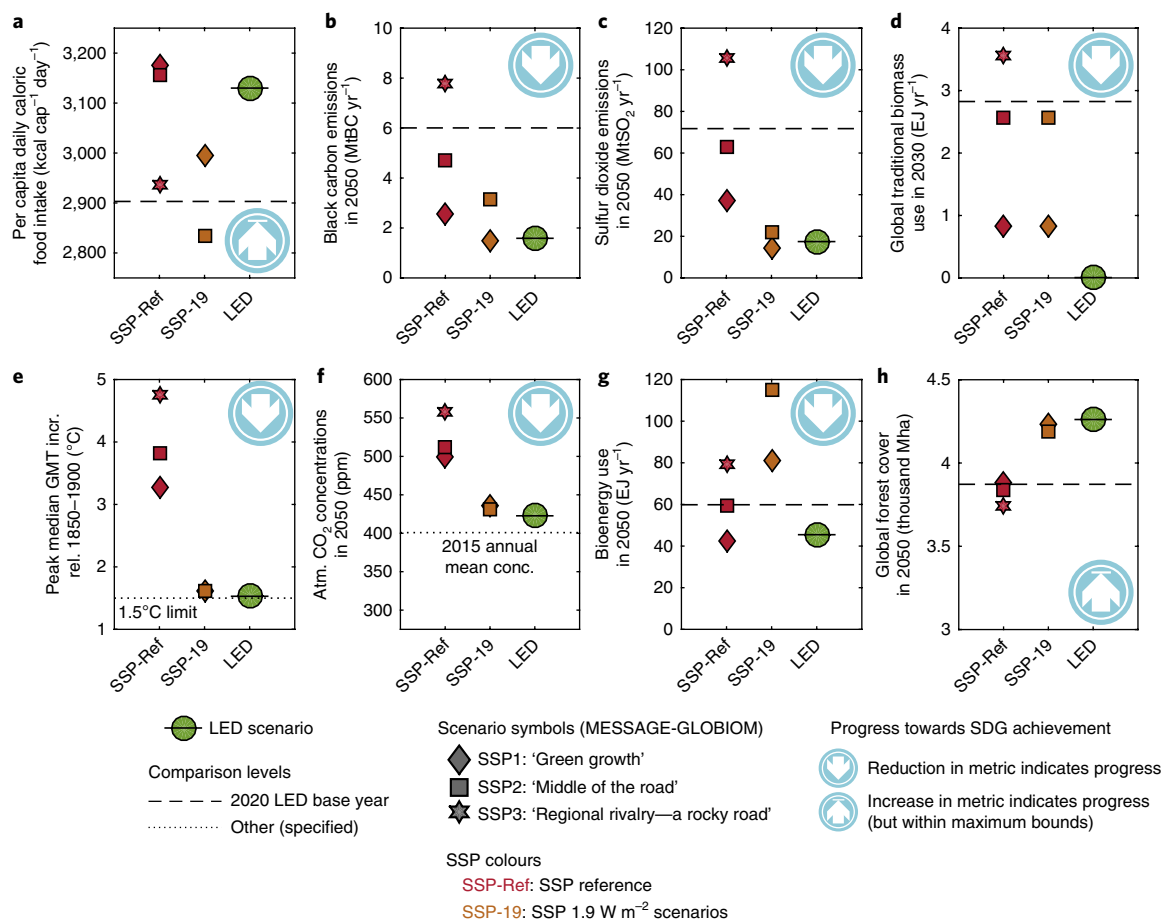 a
Per capita daily caloric
food intake (kcal cap⁻¹ day⁻¹)
3,200
3,100
3,000
2,900
2,800
SSP-Ref
SSP-19
LED
b
Black carbon emissions
in 2050 (MtBC yr⁻¹)
10
8
6
4
2
0
SSP-Ref
SSP-19
LED
c
Sulfur dioxide emissions
in 2050 (MtSO₂ yr⁻¹)
120
100
80
60
40
20
0
SSP-Ref
SSP-19
LED
d
Global traditional biomass
use in 2030 (EJ yr⁻¹)
4
3
2
1
0
SSP-Ref
SSP-19
LED
e
Peak median GMT incr.
rel. 1850–1900 (°C)
5
4
3
2
1
1.5°C limit
SSP-Ref
SSP-19
LED
f
Atm. CO₂ concentrations
in 2050 (ppm)
600
550
500
450
400
350
300
2015 annual
mean conc.
SSP-Ref
SSP-19
LED
g
Bioenergy use
in 2050 (EJ yr⁻¹)
120
100
80
60
40
20
0
SSP-Ref
SSP-19
LED
h
Global forest cover
in 2050 (thousand Mha)
4.5
4
3.5
3
SSP-Ref
SSP-19
LED
LED scenario
Comparison levels
2020 LED base year
Other (specified)
Scenario symbols (MESSAGE-GLOBIOM)
SSP1: ‘Green growth’
SSP2: ‘Middle of the road’
SSP3: ‘Regional rivalry—a rocky road’
SSP colours
SSP-Ref: SSP reference
SSP-19: SSP 1.9 W m⁻² scenarios
Progress towards SDG achievement
Reduction in metric indicates progress
Increase in metric indicates progress
(but within maximum bounds)